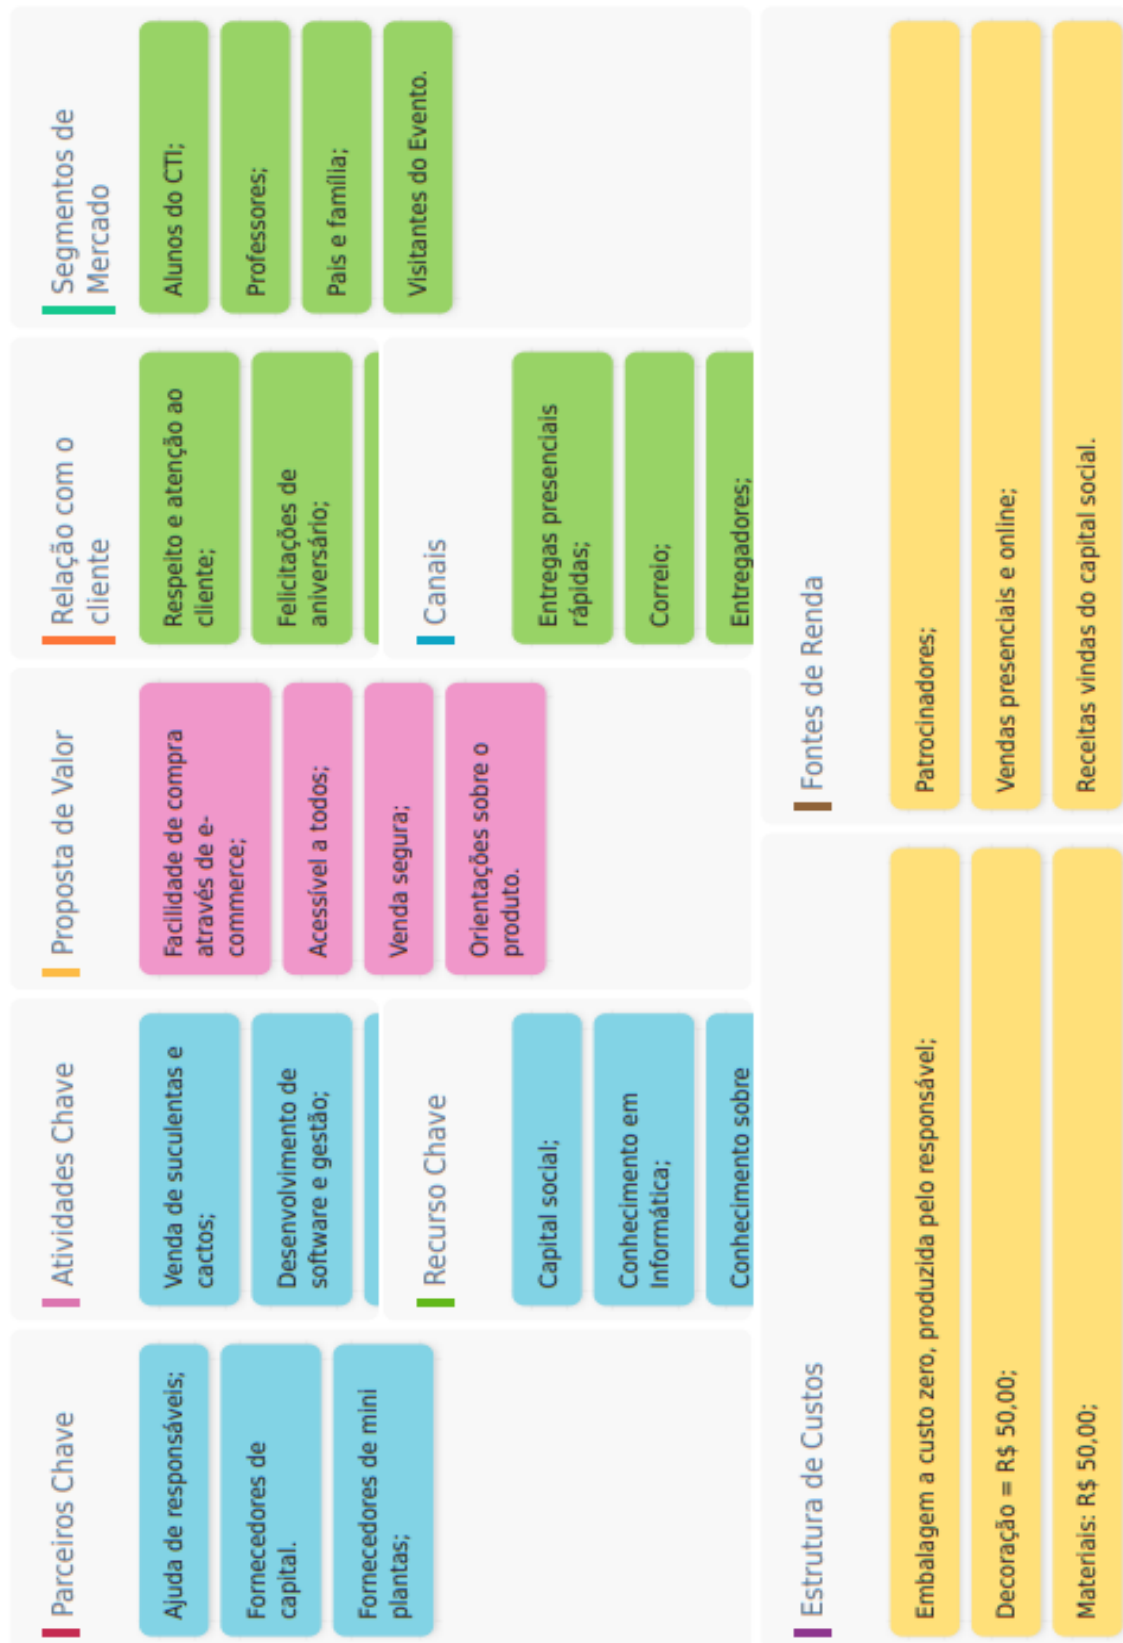 Parceiros Chave
Ajuda de responsáveis;
Fornecedores de
capital.
Fornecedores de mini
plantas;
Atividades Chave
Venda de suculentas e
cactos;
Desenvolvimento de
software e gestão;
Recurso Chave
Capital social;
Conhecimento em
Informática;
Conhecimento sobre
Proposta de Valor
Facilidade de compra
através de e-
commerce;
Acessível a todos;
Venda segura;
Orientações sobre o
produto.
Relação com o
cliente
Respeito e atenção ao
cliente;
Felicitações de
aniversário;
Canais
Entregas presenciais
rápidas;
Correio;
Entregadores;
Segmentos de
Mercado
Alunos do CTI;
Professores;
Pais e família;
Visitantes do Evento.
Estrutura de Custos
Embalagem a custo zero, produzida pelo responsável;
Decoração = R$ 50,00;
Materiais: R$ 50,00;
Fontes de Renda
Patrocinadores;
Vendas presenciais e online;
Receitas vindas do capital social.